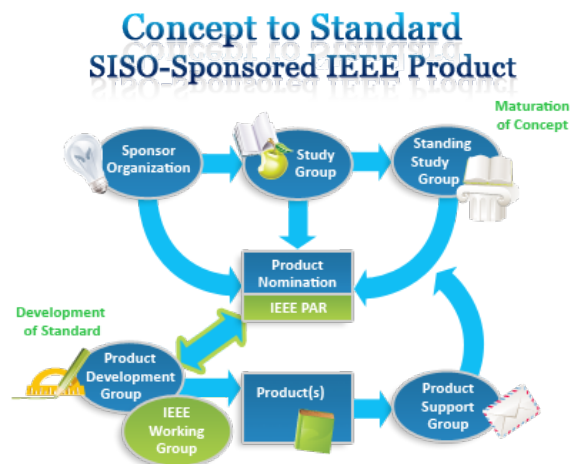 Concept to Standard
SISO-Sponsored IEEE Product
Maturation
of Concept
Sponsor
Organization
Study
Group
Standing
Study
Group
Product
Nomination
IEEE PAR
Development
of Standard
Product
Development
Group
IEEE
Working
Group
Product(s)
Product
Support
Group